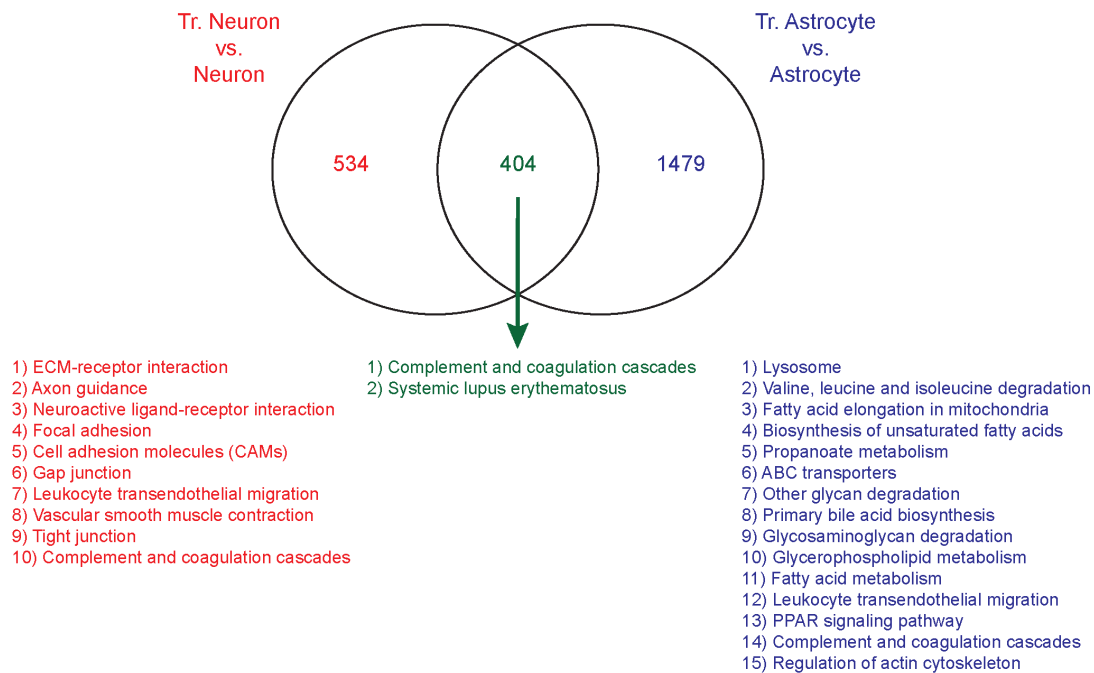 Tr. Neuron
vs.
Neuron
Tr. Astrocyte
vs.
Astrocyte
534
404
1479
1) ECM-receptor interaction
2) Axon guidance
3) Neuroactive ligand-receptor interaction
4) Focal adhesion
5) Cell adhesion molecules (CAMs)
6) Gap junction
7) Leukocyte transendothelial migration
8) Vascular smooth muscle contraction
9) Tight junction
10) Complement and coagulation cascades
1) Complement and coagulation cascades
2) Systemic lupus erythematosus
1) Lysosome
2) Valine, leucine and isoleucine degradation
3) Fatty acid elongation in mitochondria
4) Biosynthesis of unsaturated fatty acids
5) Propanoate metabolism
6) ABC transporters
7) Other glycan degradation
8) Primary bile acid biosynthesis
9) Glycosaminoglycan degradation
10) Glycerophospholipid metabolism
11) Fatty acid metabolism
12) Leukocyte transendothelial migration
13) PPAR signaling pathway
14) Complement and coagulation cascades
15) Regulation of actin cytoskeleton